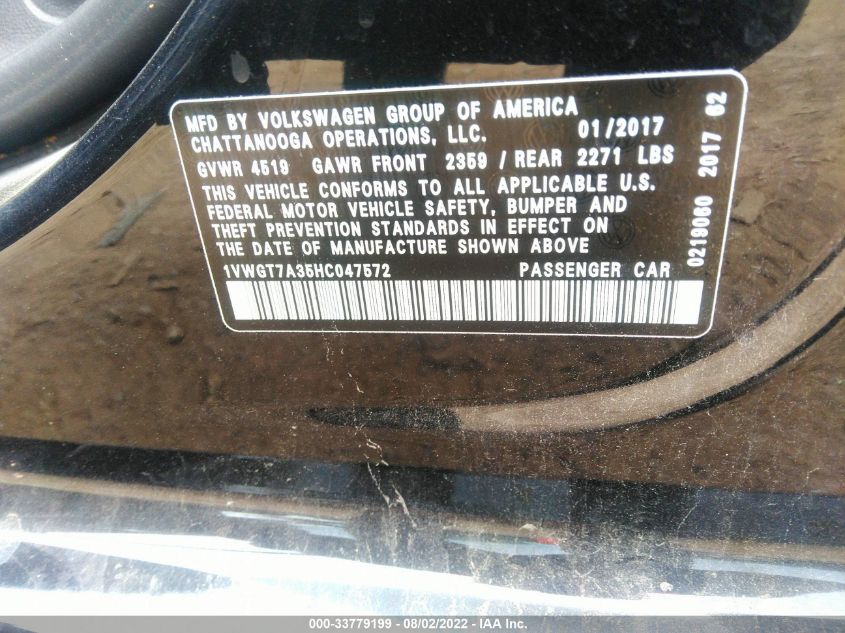 MFD BY VOLKSWAGEN GROUP OF AMERICA
CHATTANOOGA OPERATIONS, LLC. 01/2017
GVWR 4519 GAWR FRONT 2359 / REAR 2271 LBS
THIS VEHICLE CONFORMS TO ALL APPLICABLE U.S.
FEDERAL MOTOR VEHICLE SAFETY, BUMPER AND
THEFT PREVENTION STANDARDS IN EFFECT ON
THE DATE OF MANUFACTURE SHOWN ABOVE
1VWGT7A35HC047572 PASSENGER CAR
0219060 2017 02
000-33779199 - 08/02/2022 - IAA Inc.